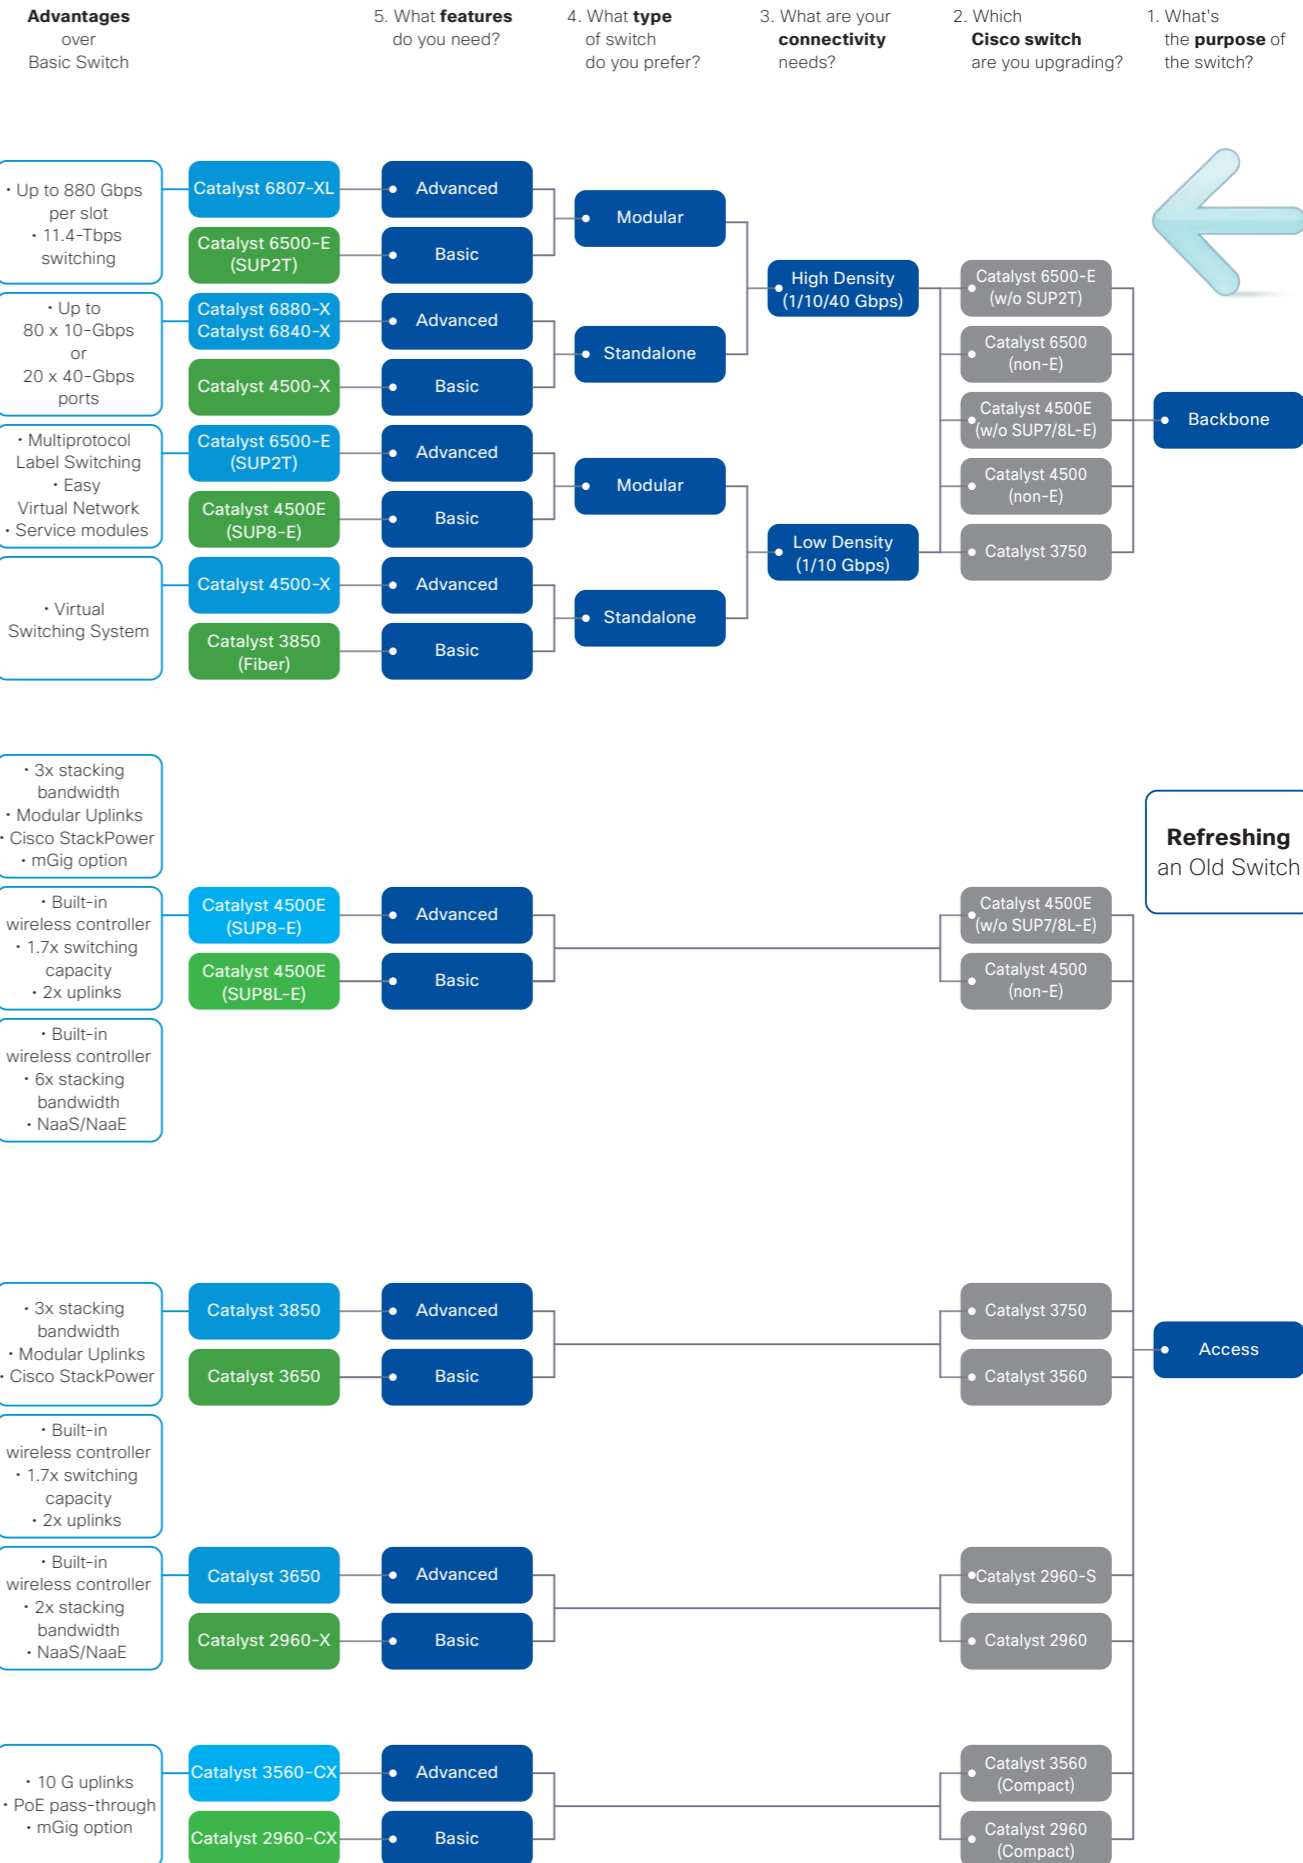 Advantages
over
Basic Switch
5. What features
do you need?
4. What type
of switch
do you prefer?
3. What are your
connectivity
needs?
2. Which
Cisco switch
are you upgrading?
1. What's
the purpose of
the switch?
• Up to 880 Gbps
per slot
• 11.4-Tbps
switching
Catalyst 6807-XL
Advanced
Modular
Catalyst 6500-E
(SUP2T)
Basic
High Density
(1/10/40 Gbps)
Catalyst 6500-E
(w/o SUP2T)
• Up to
80 x 10-Gbps
or
20 x 40-Gbps
ports
Catalyst 6880-X
Catalyst 6840-X
Advanced
Standalone
Catalyst 6500
(non-E)
Catalyst 4500-X
Basic
Catalyst 4500E
(w/o SUP7/8L-E)
Backbone
• Multiprotocol
Label Switching
• Easy
Virtual Network
• Service modules
Catalyst 6500-E
(SUP2T)
Advanced
Modular
Catalyst 4500
(non-E)
Catalyst 4500E
(SUP8-E)
Basic
Low Density
(1/10 Gbps)
Catalyst 3750
• Virtual
Switching System
Catalyst 4500-X
Advanced
Standalone
Catalyst 3850
(Fiber)
Basic
• 3x stacking
bandwidth
• Modular Uplinks
• Cisco StackPower
• mGig option
Refreshing
an Old Switch
• Built-in
wireless controller
• 1.7x switching
capacity
• 2x uplinks
Catalyst 4500E
(SUP8-E)
Advanced
Catalyst 4500E
(w/o SUP7/8L-E)
Catalyst 4500E
(SUP8L-E)
Basic
Catalyst 4500
(non-E)
• Built-in
wireless controller
• 6x stacking
bandwidth
• NaaS/NaaE
• 3x stacking
bandwidth
• Modular Uplinks
• Cisco StackPower
Catalyst 3850
Advanced
Catalyst 3750
Catalyst 3650
Basic
Catalyst 3560
Access
• Built-in
wireless controller
• 1.7x switching
capacity
• 2x uplinks
• Built-in
wireless controller
• 2x stacking
bandwidth
• NaaS/NaaE
Catalyst 3650
Advanced
Catalyst 2960-S
Catalyst 2960-X
Basic
Catalyst 2960
• 10 G uplinks
• PoE pass-through
• mGig option
Catalyst 3560-CX
Advanced
Catalyst 3560
(Compact)
Catalyst 2960-CX
Basic
Catalyst 2960
(Compact)